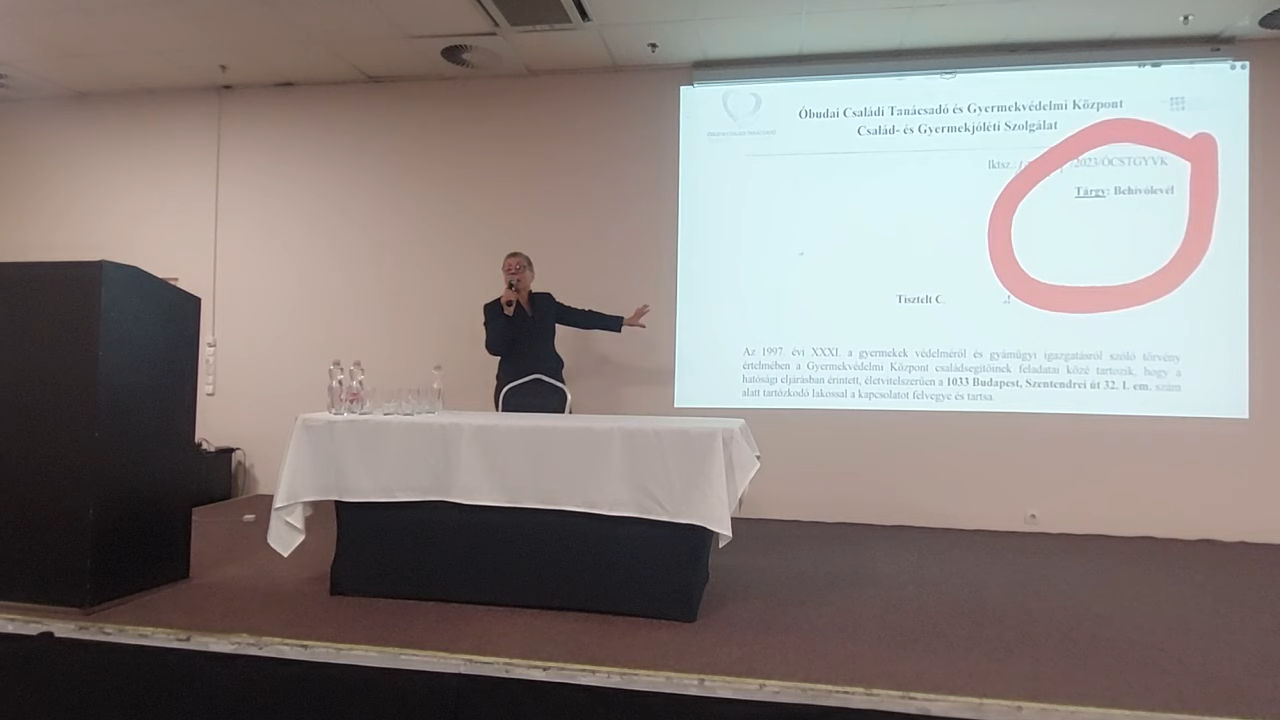 Óbudai Családi Tanácsadó és Gyermekvédelmi Központ
Család- és Gyermekjóléti Szolgálat
Iktsz.: /2023/ÓCSTGYVK
Tárgy: Behívólevél
Tisztelt C. !
Az 1997. évi XXXI. a gyermekek védelméről és gyámügyi igazgatásról szóló törvény
értelmében a Gyermekvédelmi Központ családsegítőinek feladatai közé tartozik, hogy a
hatósági eljárásban érintett, életvitelszerűen a 1033 Budapest, Szentendrei út 32. I. em. szám
alatt tartózkodó lakossal a kapcsolatot felvegye és tartsa.